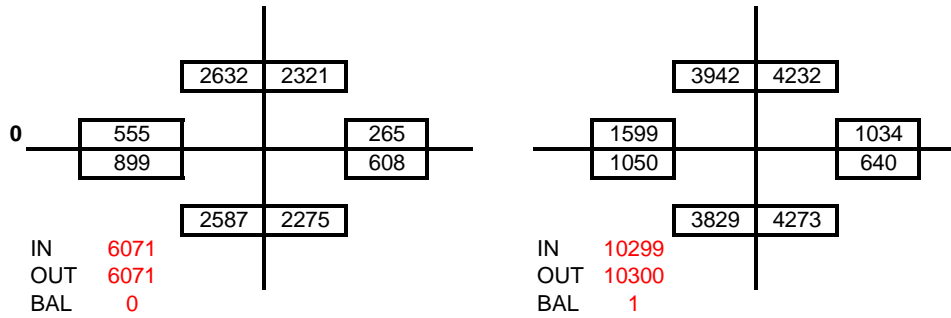 2632 2321 3942 4232
0 555 265 1599 1034
899 608 1050 640
2587 2275 3829 4273
IN 6071 IN 10299
OUT 6071 OUT 10300
BAL 0 BAL 1